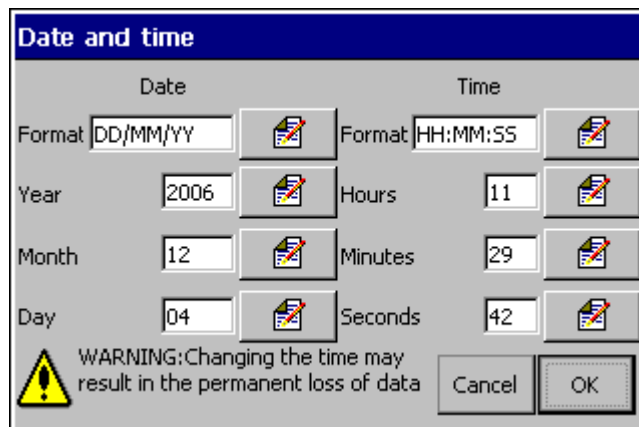 Date and time
Date Time
Format DD/MM/YY Format HH:MM:SS
Year 2006 Hours 11
Month 12 Minutes 29
Day 04 Seconds 42
WARNING:Changing the time may
result in the permanent loss of data Cancel OK